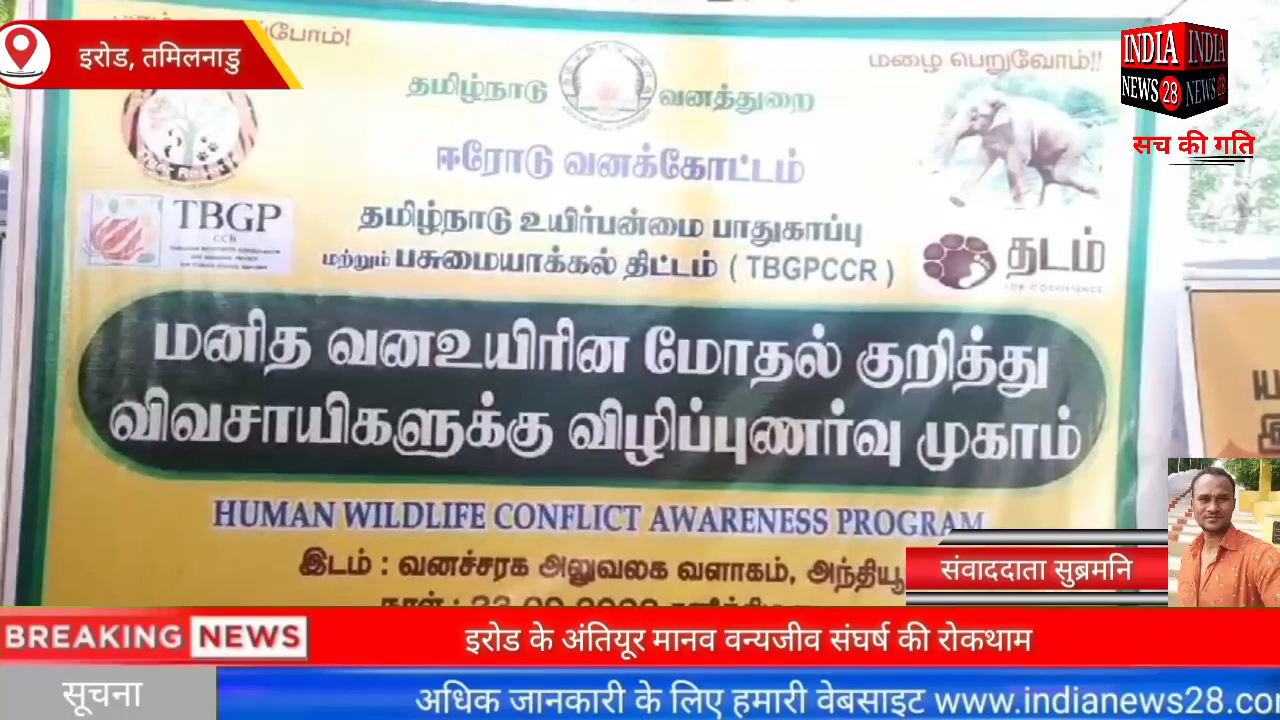 இரोட, तमिलनाडु
மழை பெறுவோம்!!
தமிழ்நாடு வனத்துறை
ஈரோடு வனக்கோட்டம்
TBGP
CCR
தமிழ்நாடு உயிர்பன்மை பாதுகாப்பு
மற்றும் பசுமையாக்கல் திட்டம் ( TBGPCCR )
தடம்
மனித வனஉயிரின மோதல் குறித்து
விவசாயிகளுக்கு விழிப்புணர்வு முகாம்
HUMAN WILDLIFE CONFLICT AWARENESS PROGRAM
இடம் : வனச்சரக அலுவலக வளாகம்,
INDIA INDIA
NEWS 28 NEWS 28
सच की गति
संवाददाता सुब्रमनि
BREAKING NEWS
इरोड के अंतियूर मानव वन्यजीव संघर्ष की रोकथाम
सूचना
अधिक जानकारी के लिए हमारी वेबसाइट www.indianews28.co